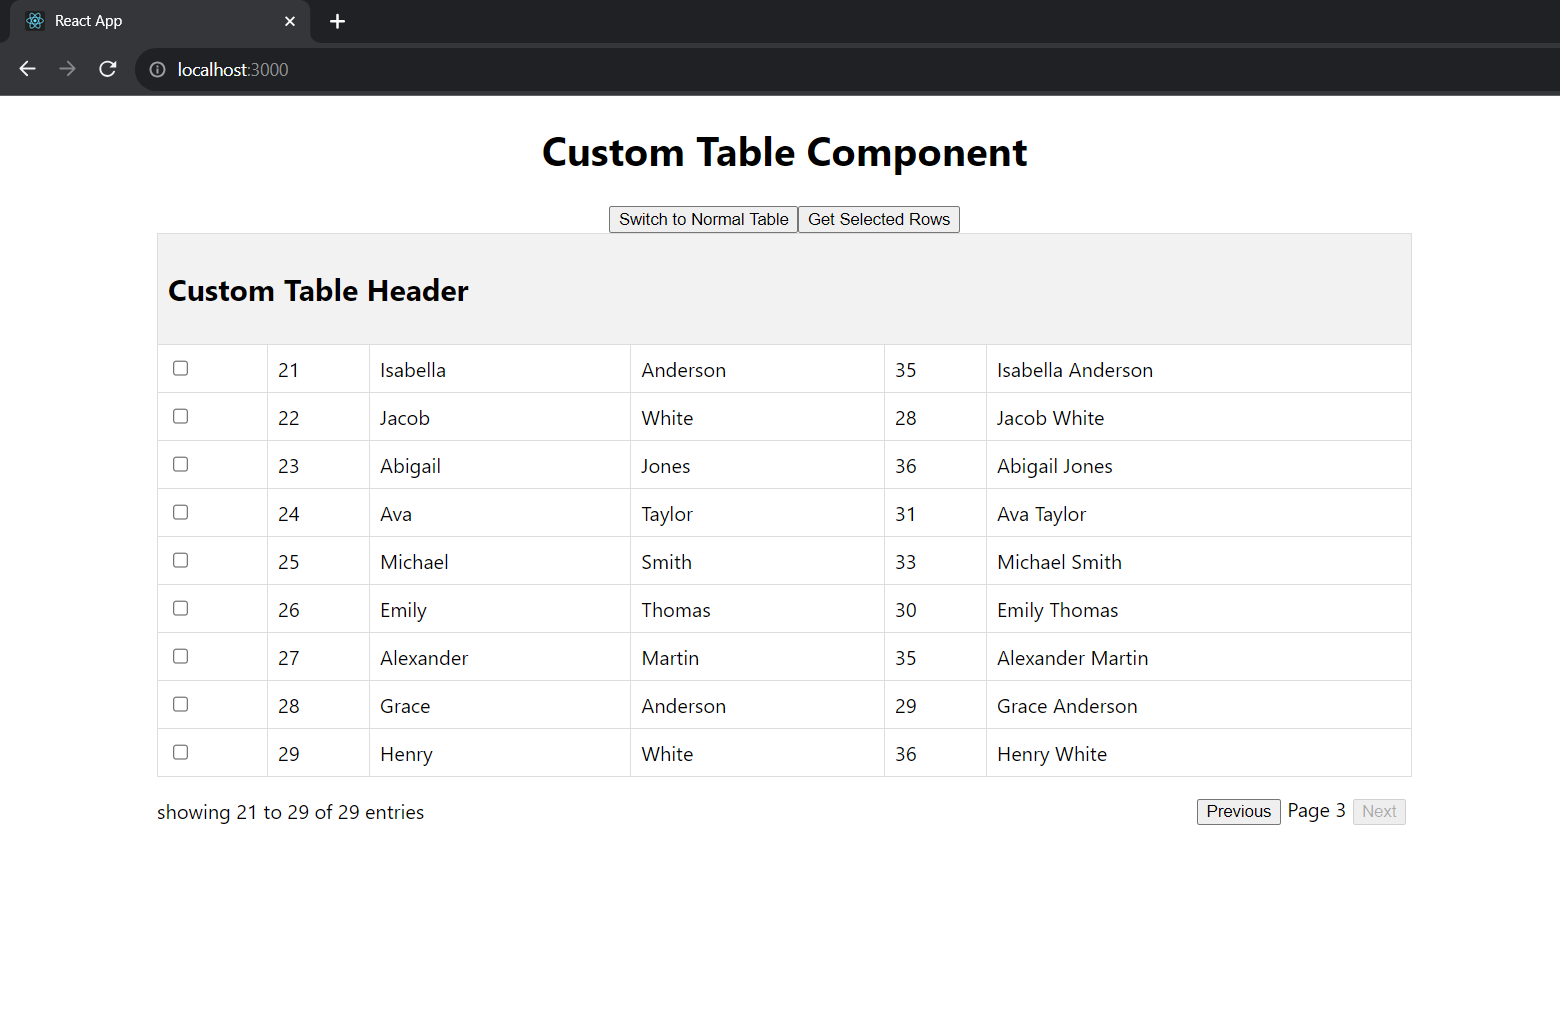 React App
localhost:3000
Custom Table Component
Switch to Normal Table Get Selected Rows
Custom Table Header
21 Isabella Anderson 35 Isabella Anderson
22 Jacob White 28 Jacob White
23 Abigail Jones 36 Abigail Jones
24 Ava Taylor 31 Ava Taylor
25 Michael Smith 33 Michael Smith
26 Emily Thomas 30 Emily Thomas
27 Alexander Martin 35 Alexander Martin
28 Grace Anderson 29 Grace Anderson
29 Henry White 36 Henry White
showing 21 to 29 of 29 entries Previous Page 3 Next